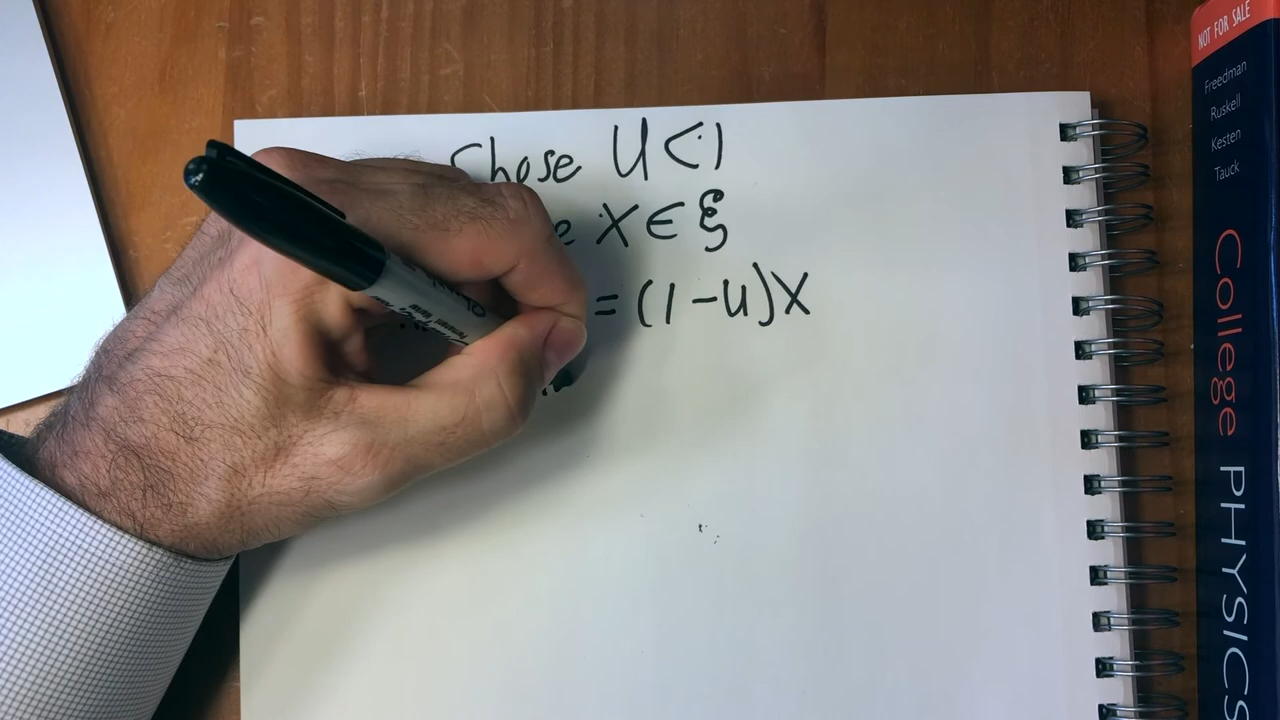 Chose U < 1
X ∈ ξ
= (1 - U)X
NOT FOR SALE
Freedman
Ruskell
Kesten
Tauck
College PHYSICS